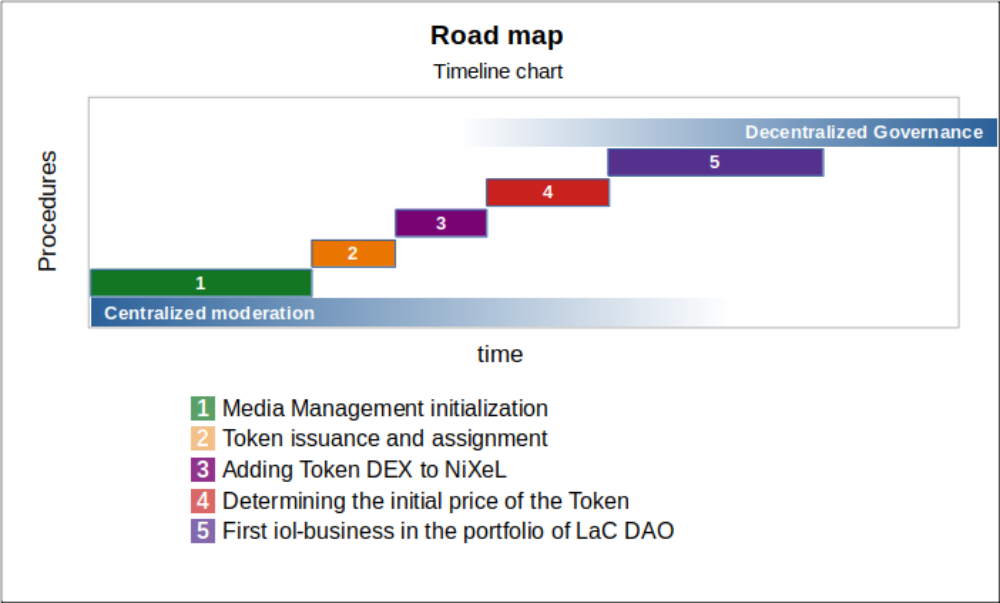 Road map
Timeline chart
Decentralized Governance
5
4
3
2
1
Centralized moderation
Procedures
time
1 Media Management initialization
2 Token issuance and assignment
3 Adding Token DEX to NiXeL
4 Determining the initial price of the Token
5 First iol-business in the portfolio of LaC DAO